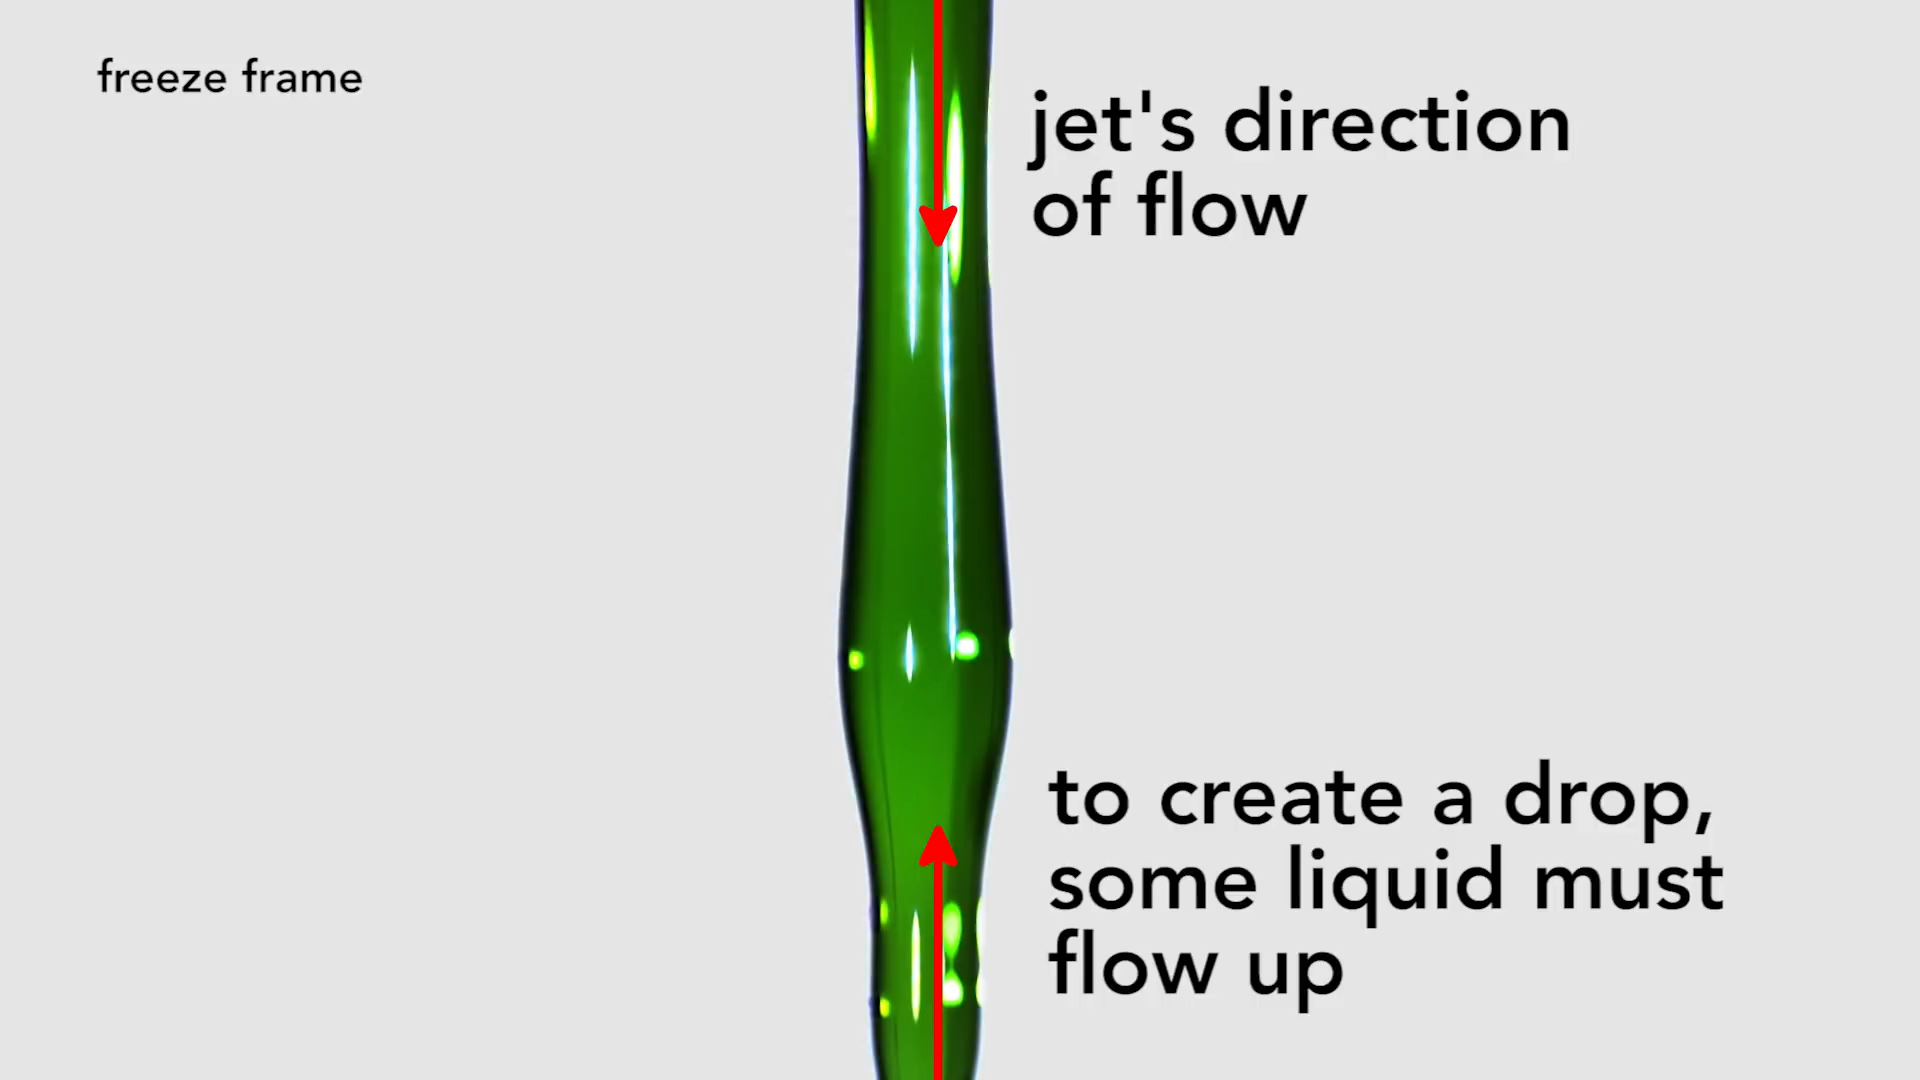 freeze frame
jet's direction
of flow
to create a drop,
some liquid must
flow up